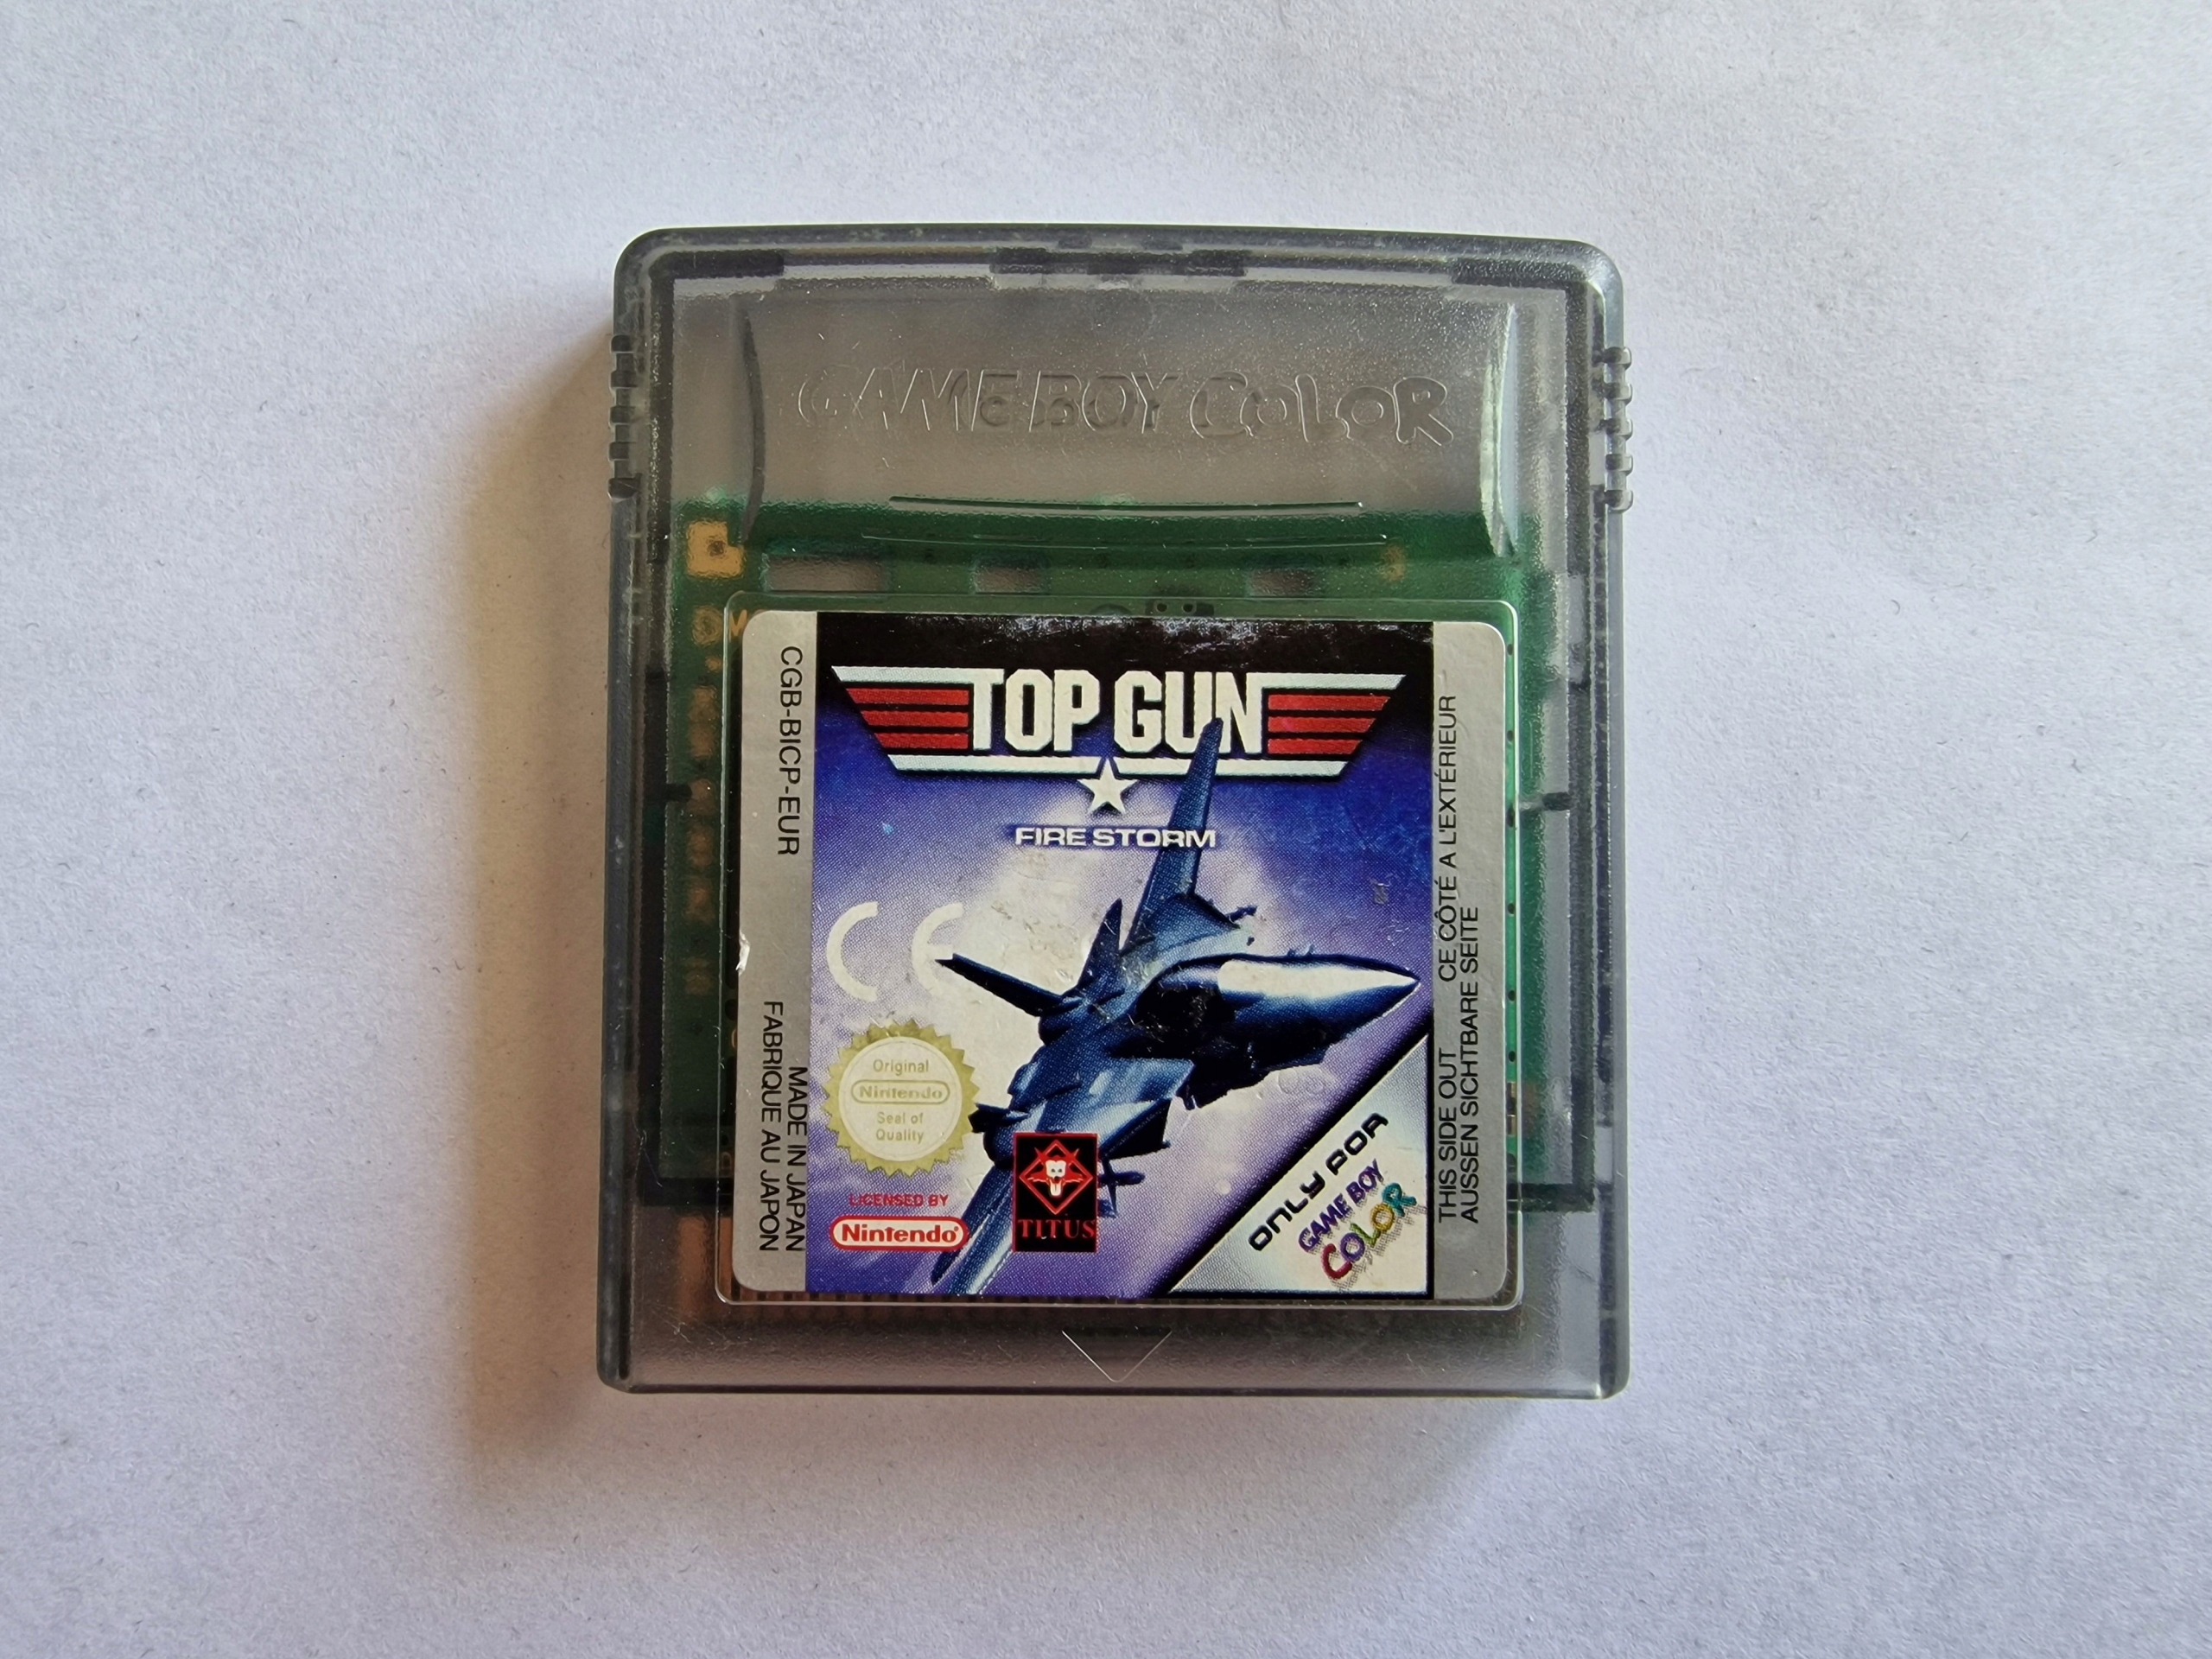 GAME BOY COLOR
TOP GUN
FIRE STORM
CE
Original
Nintendo
Seal of
Quality
LICENSED BY
Nintendo®
TITUS
ONLY FOR
GAME BOY
COLOR
CGB-BICP-EUR
MADE IN JAPAN
FABRIQUE AU JAPON
THIS SIDE OUT CE CÔTÉ A L'EXTÉRIEUR
AUSSEN SICHTBARE SEITE